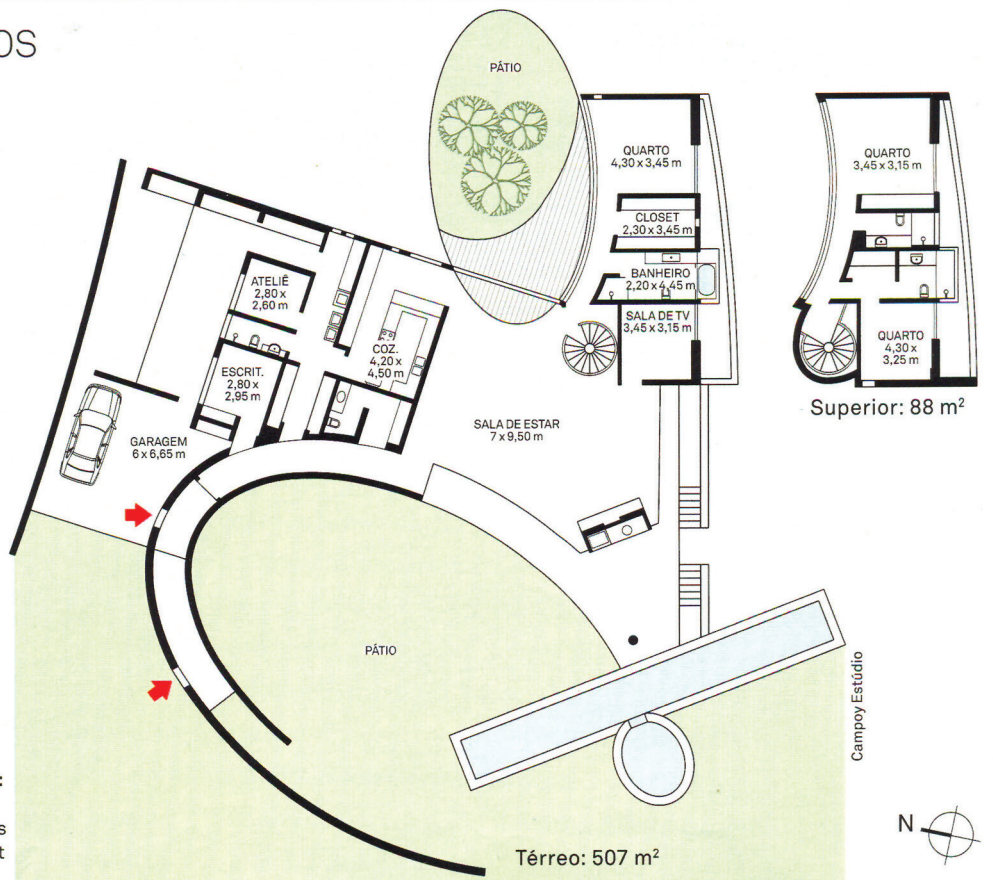 OS
PÁTIO
QUARTO
4,30 x 3,45 m
QUARTO
3,45 x 3,15 m
CLOSET
2,30 x 3,45 m
BANHEIRO
2,20 x 4,45 m
ATELIÊ
2,80 x
2,60 m
SALA DE TV
3,45 x 3,15 m
COZ.
4,20 x
4,50 m
QUARTO
4,30 x
3,25 m
ESCRIT.
2,80 x
2,95 m
Superior: 88 m²
SALA DE ESTAR
7 x 9,50 m
GARAGEM
6 x 6,65 m
PÁTIO
Campoy Estúdio
:
s
t
N
Térreo: 507 m²